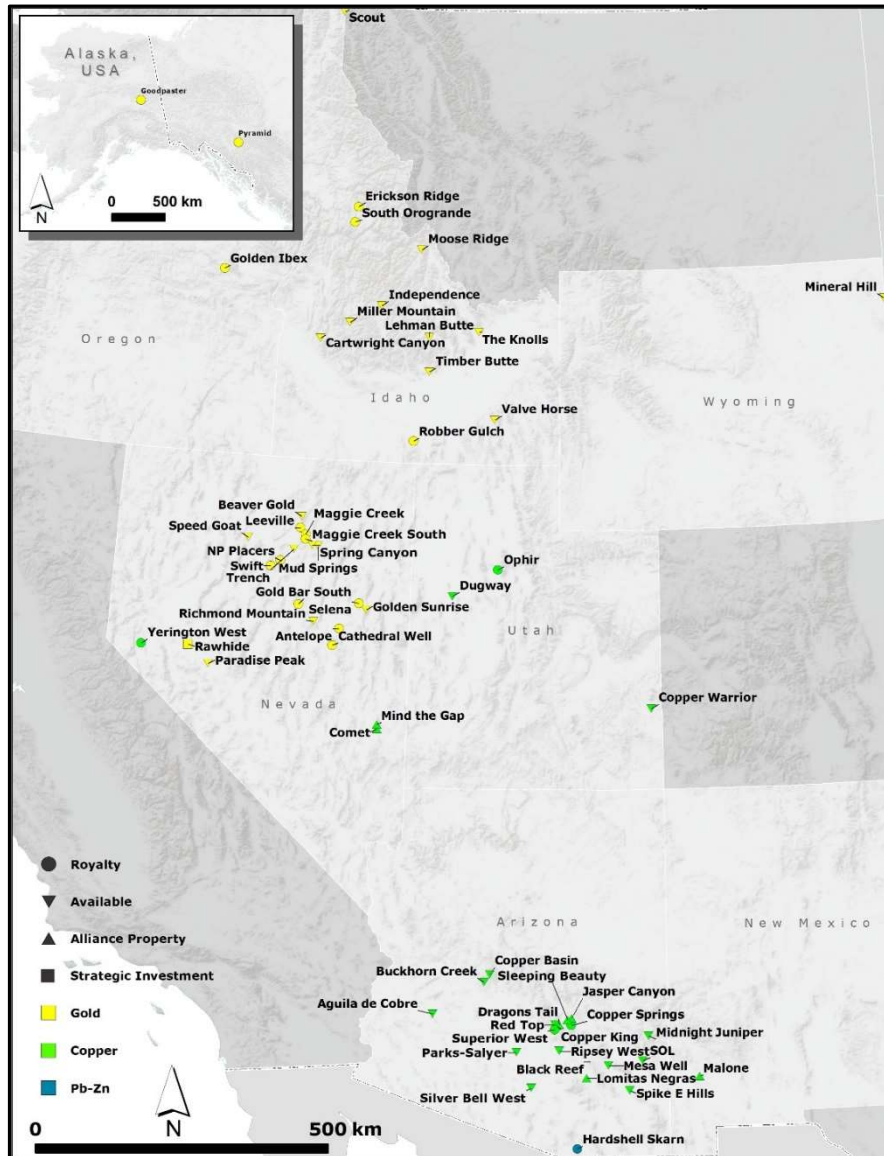 Scout
Alaska,
USA
Goodpaster
Pyramid
0 500 km
N
Erickson Ridge
South Orogrande
Moose Ridge
Golden Ibex
Mineral Hill
Independence
Miller Mountain
Lehman Butte
The Knolls
Oregon
Cartwright Canyon
Timber Butte
Idaho
Wyoming
Valve Horse
Robber Gulch
Beaver Gold
Maggie Creek
Leeville
Speed Goat
Maggie Creek South
NP Placers
Spring Canyon
Swift
Mud Springs
Trench
Ophir
Dugway
Gold Bar South
Selena
Golden Sunrise
Richmond Mountain
Utah
Yerington West
Antelope
Cathedral Well
Rawhide
Paradise Peak
Nevada
Copper Warrior
Mind the Gap
Comet
Royalty
Available
Alliance Property
Strategic Investment
Gold
Copper
Pb-Zn
Arizona
New Mexico
Copper Basin
Buckhorn Creek
Sleeping Beauty
Jasper Canyon
Aguila de Cobre
Dragons Tail
Copper Springs
Red Top
Midnight Juniper
Superior West
Copper King
Parks-Salyer
Ripsey West
SOL
Black Reef
Mesa Well
Malone
Lomitas Negras
Silver Bell West
Spike E Hills
Hardshell Skarn
N
0 500 km